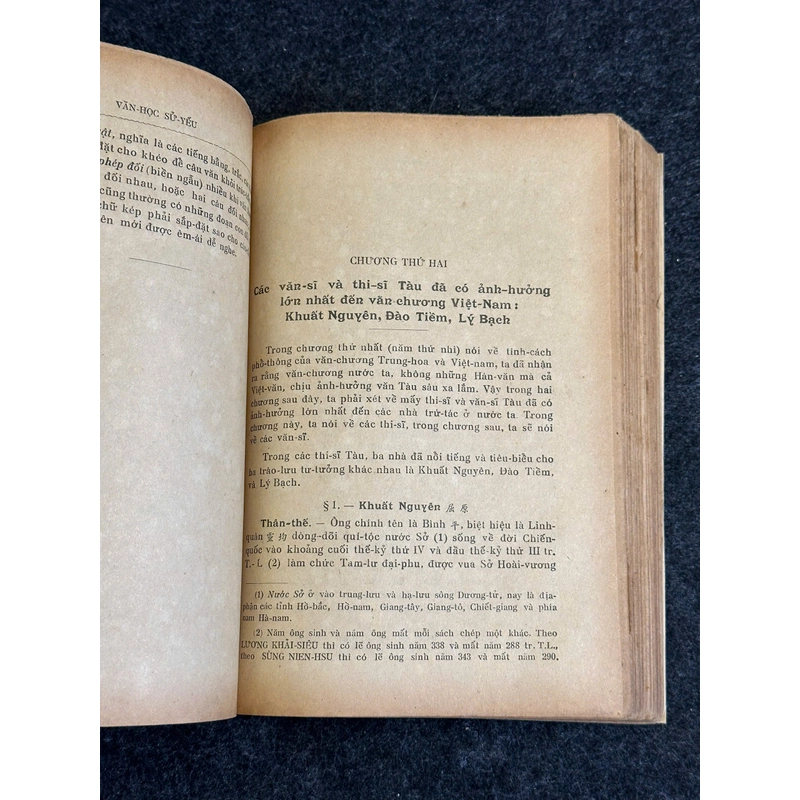 VĂN-HỌC SỬ-YẾU
nghĩa là các tiếng bằng, trắc,
đặt cho khéo để câu văn khỏi
phép đối (biền ngẫu) nhiều khi
đối nhau, hoặc hai câu đối
cũng thường có những đoạn
chữ kép phải sắp-đặt sao cho
nên mới được êm-ái dễ nghe.
CHƯƠNG THỨ HAI
Các văn-sĩ và thi-sĩ Tàu đã có ảnh-hưởng
lớn nhất đến văn-chương Việt-Nam :
Khuất Nguyên, Đào Tiềm, Lý Bạch
Trong chương thứ nhất (năm thứ nhì) nói về tính-cách
phổ-thông của văn-chương Trung-hoa và Việt-nam, ta đã nhận
ra rằng văn-chương nước ta, không những Hán-văn mà cả
Việt-văn, chịu ảnh-hưởng văn Tàu sâu xa lắm. Vậy trong hai
chương sau đây, ta phải xét về mấy thi-sĩ và văn-sĩ Tàu đã có
ảnh-hưởng lớn nhất đến các nhà trứ-tác ở nước ta Trong
chương này, ta nói về các thi-sĩ, trong chương sau, ta sẽ nói
về các văn-sĩ.
Trong các thi-sĩ Tàu, ba nhà đã nổi tiếng và tiêu-biểu cho
ba trào-lưu tư-tưởng khác nhau là Khuất Nguyên, Đào Tiềm,
và Lý Bạch.
§ 1. — Khuất Nguyên 屈 原
Thân-thế. — Ông chính tên là Bình 平, biệt hiệu là Linh-
quân 靈 均 dòng-dõi quí-tộc nước Sở (1) sống về đời Chiến-
quốc vào khoảng cuối thế-kỷ thứ IV và đầu thế-kỷ thứ III tr.
T.-L (2) làm chức Tam-lư đại-phu, được vua Sở Hoài-vương
(1) Nước Sở ở vào trung-lưu và hạ-lưu sông Dương-tử, nay là địa-
phận các tỉnh Hồ-bắc, Hồ-nam, Giang-tây, Giang-tô, Chiết-giang và phía
nam Hà-nam.
(2) Năm ông sinh và năm ông mất mỗi sách chép một khác. Theo
LƯƠNG KHẢI-SIÊU thì có lẽ ông sinh năm 338 và mất năm 288 tr. T.L.,
theo SUNG NIEN-HSU thì có lẽ ông sinh năm 343 và mất năm 290.